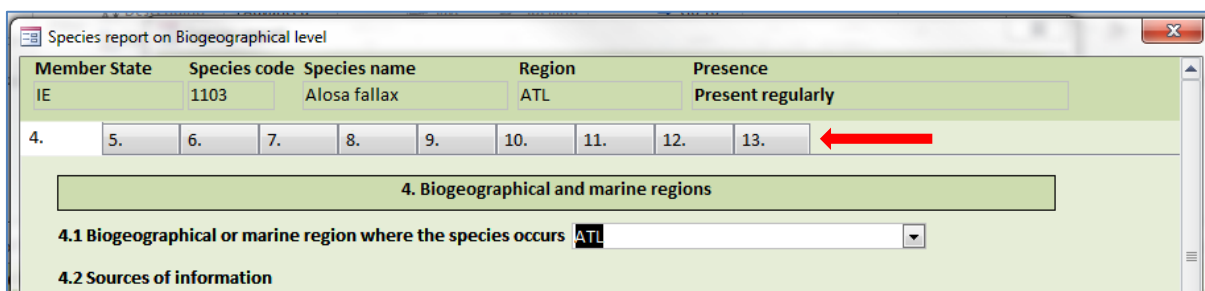 Species report on Biogeographical level
Member State Species code Species name Region Presence
IE 1103 Alosa fallax ATL Present regularly
4. 5. 6. 7. 8. 9. 10. 11. 12. 13.
4. Biogeographical and marine regions
4.1 Biogeographical or marine region where the species occurs ATL
4.2 Sources of information